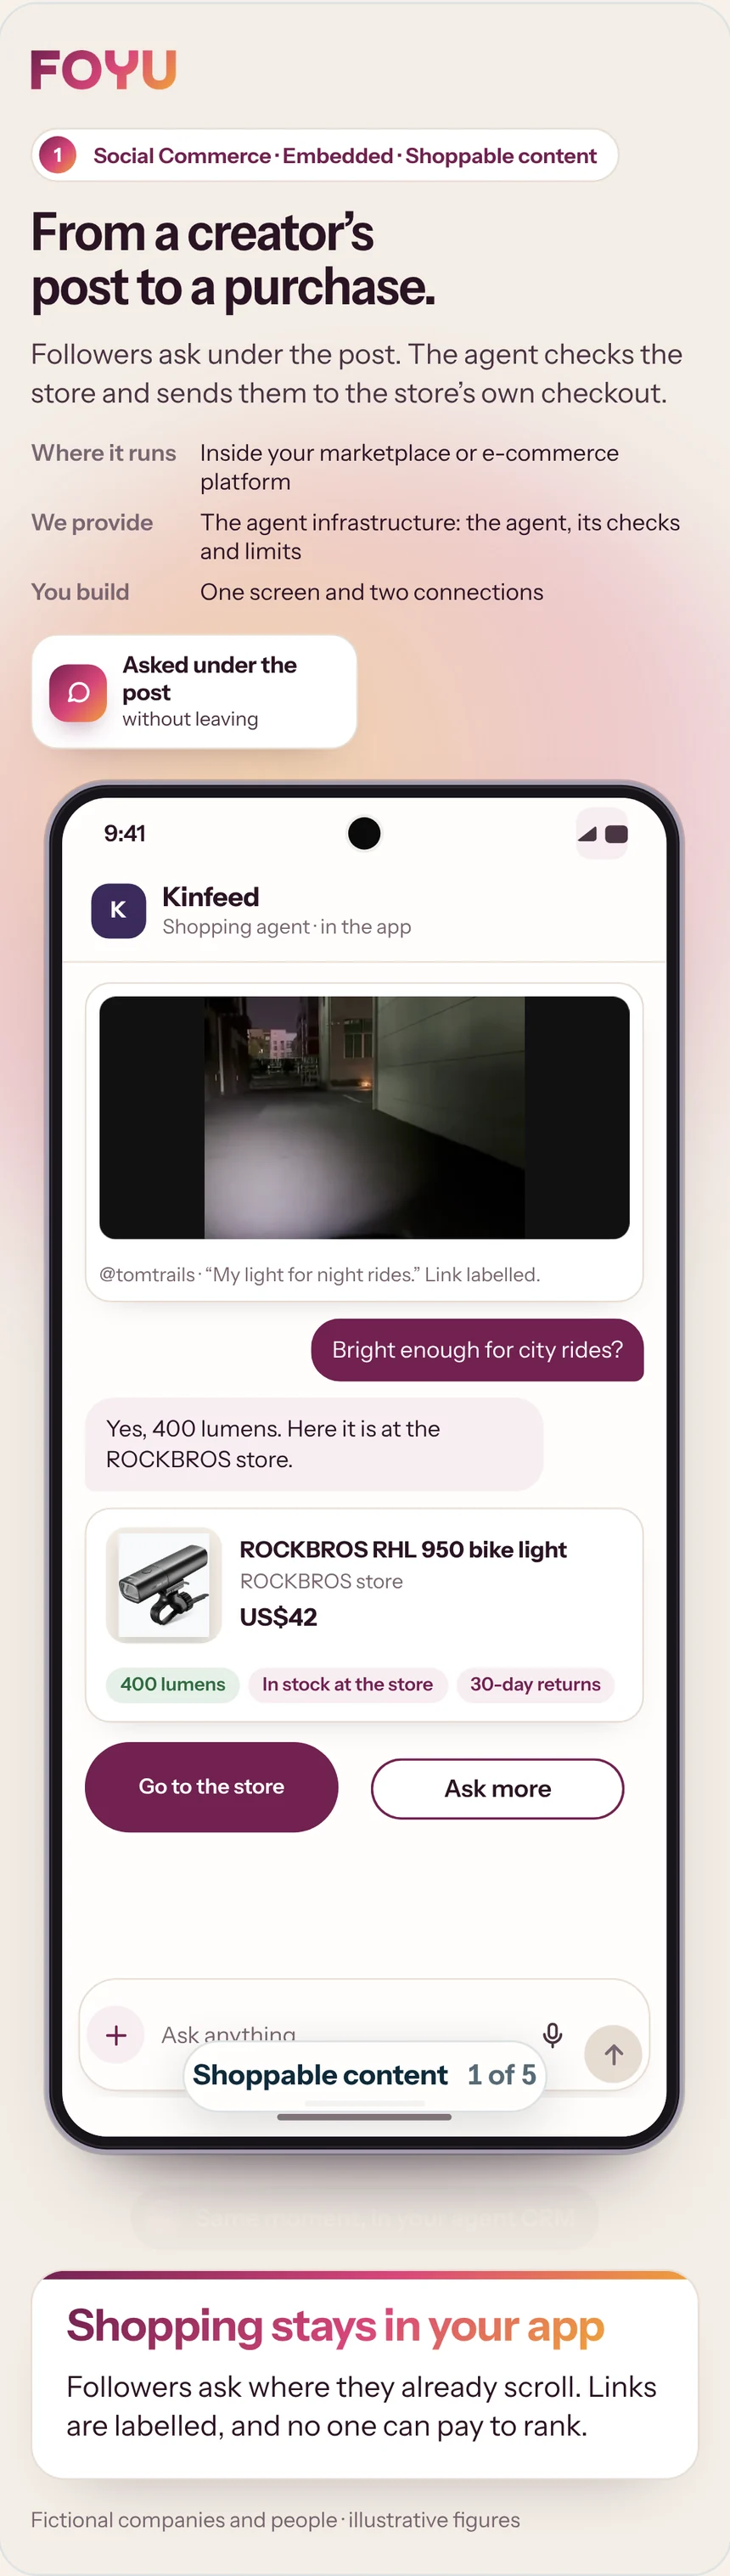 FOYU
1 Social Commerce · Embedded · Shoppable content
From a creator’s
post to a purchase.
Followers ask under the post. The agent checks the
store and sends them to the store’s own checkout.
Where it runs Inside your marketplace or e-commerce
platform
We provide The agent infrastructure: the agent, its checks
and limits
You build One screen and two connections
Asked under the
post
without leaving
9:41
K Kinfeed
Shopping agent · in the app
@tomtrails · “My light for night rides.” Link labelled.
Bright enough for city rides?
Yes, 400 lumens. Here it is at the
ROCKBROS store.
ROCKBROS RHL 950 bike light
ROCKBROS store
US$42
400 lumens In stock at the store 30-day returns
Go to the store Ask more
Ask anything
Shoppable content 1 of 5
Shopping stays in your app
Followers ask where they already scroll. Links
are labelled, and no one can pay to rank.
Fictional companies and people · illustrative figures